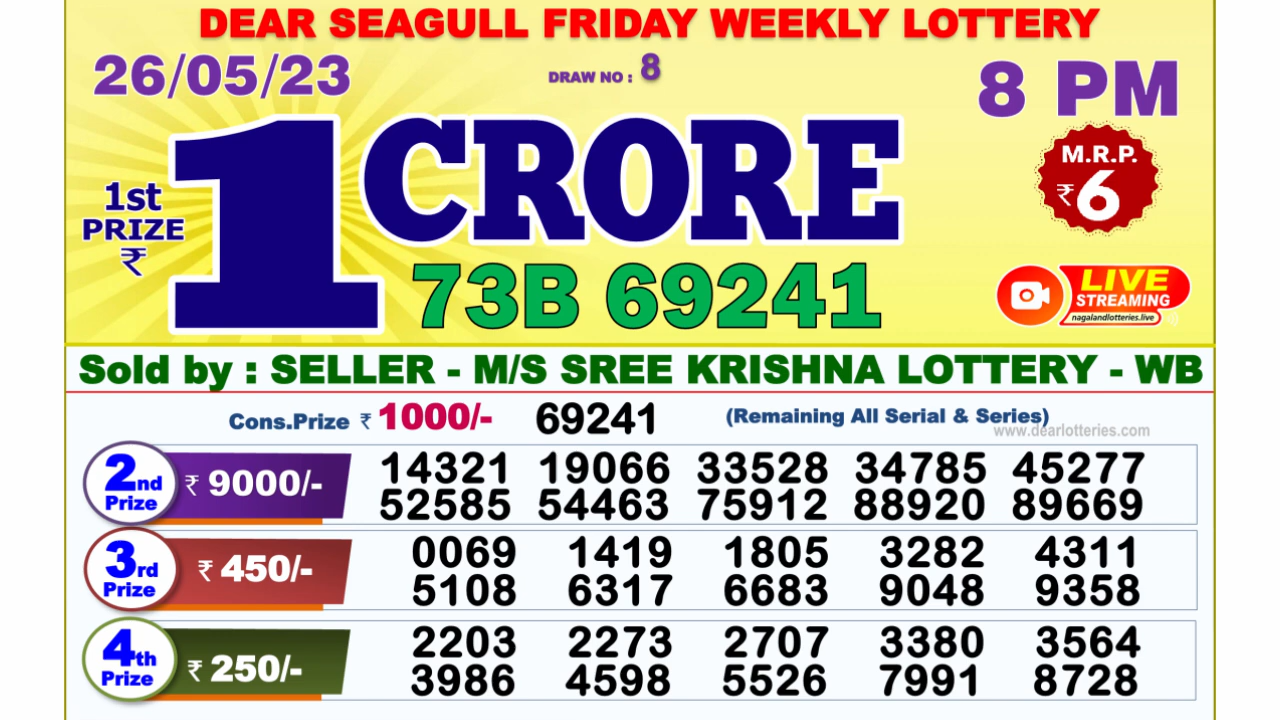 DEAR SEAGULL FRIDAY WEEKLY LOTTERY
26/05/23
DRAW NO : 8
8 PM
1st
PRIZE
₹
1 CRORE
M.R.P.
₹ 6
73B 69241
LIVE
STREAMING
nagalandlotteries.live
Sold by : SELLER - M/S SREE KRISHNA LOTTERY - WB
Cons.Prize ₹ 1000/- 69241 (Remaining All Serial & Series)
www.dearlotteries.com
2nd
Prize
₹ 9000/-
14321 19066 33528 34785 45277
52585 54463 75912 88920 89669
3rd
Prize
₹ 450/-
0069 1419 1805 3282 4311
5108 6317 6683 9048 9358
4th
Prize
₹ 250/-
2203 2273 2707 3380 3564
3986 4598 5526 7991 8728